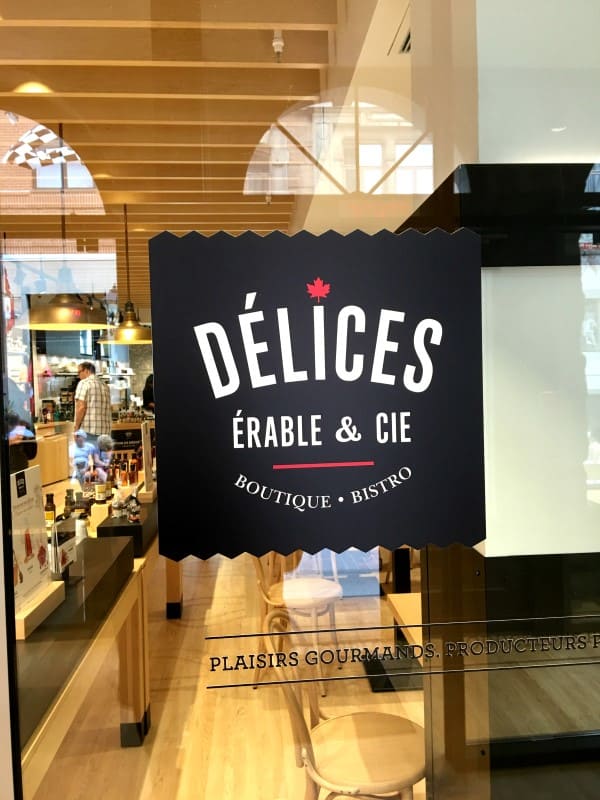 DÉLICES
ÉRABLE & CIE
BOUTIQUE • BISTRO
PLAISIRS GOURMANDS. PRODUCTEURS P